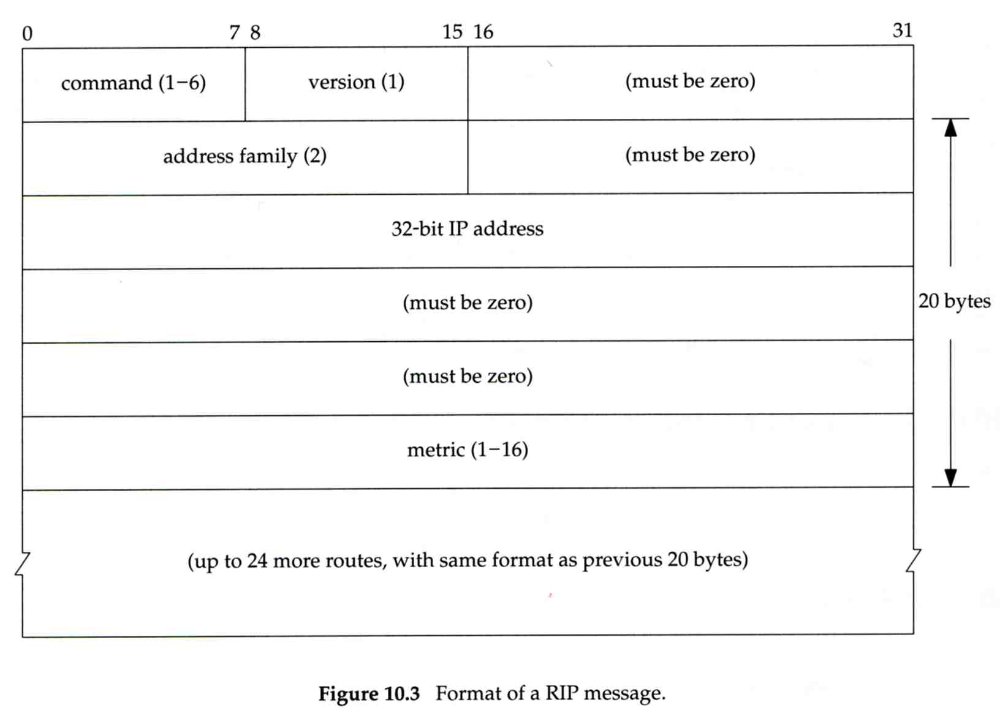 0 7 8 15 16 31
command (1−6) version (1) (must be zero)
address family (2) (must be zero)
32-bit IP address
(must be zero)
20 bytes
(must be zero)
metric (1−16)
(up to 24 more routes, with same format as previous 20 bytes)
Figure 10.3 Format of a RIP message.